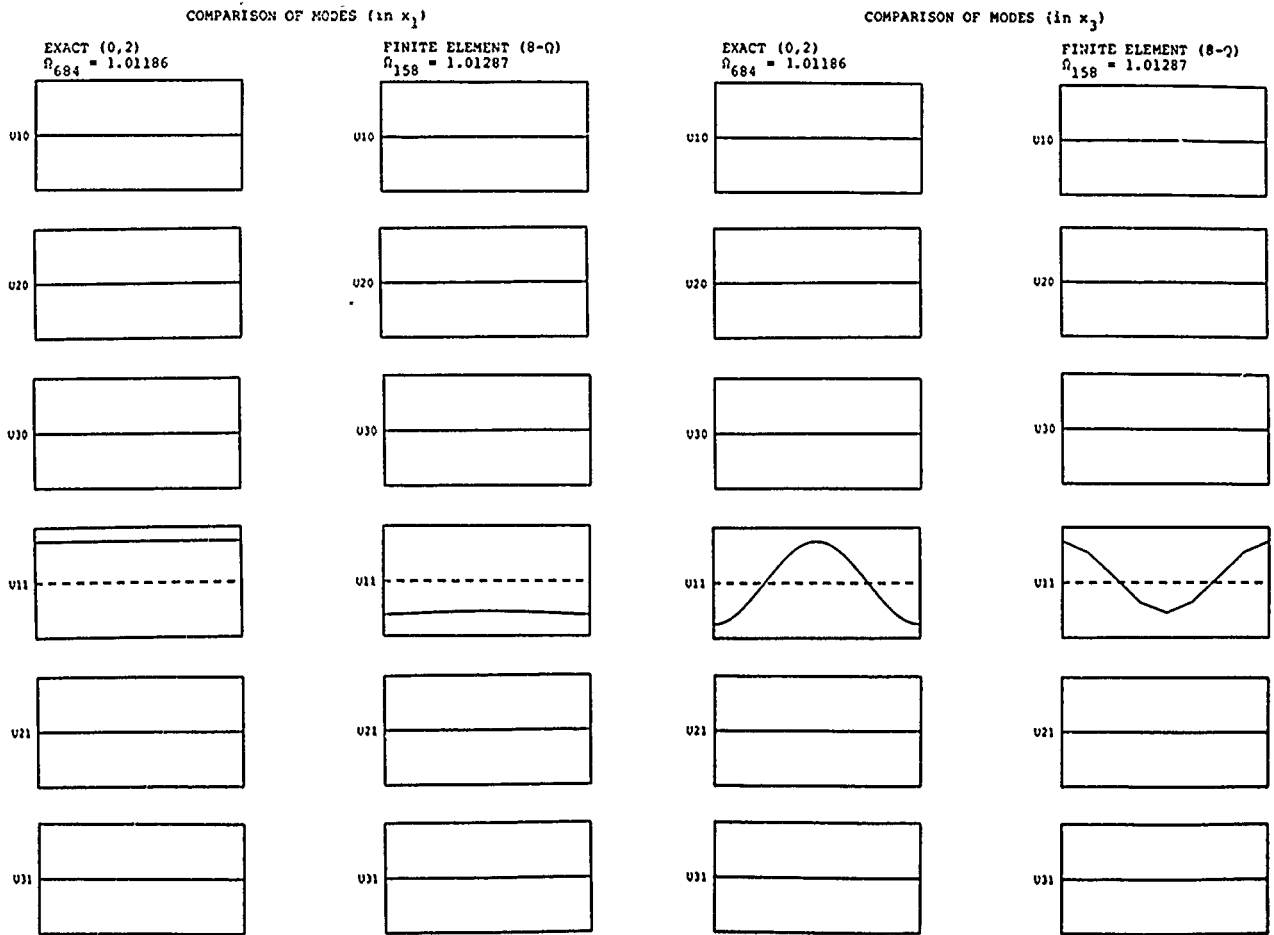 COMPARISON OF MODES (in x₁)
EXACT (0,2)
Ω₆₈₄ = 1.01186
FINITE ELEMENT (8-Q)
Ω₁₅₈ = 1.01287
U10
U10
U20
U20
U30
U30
U11
U11
U21
U21
U31
U31
COMPARISON OF MODES (in x₃)
EXACT (0,2)
Ω₆₈₄ = 1.01186
FINITE ELEMENT (8-Q)
Ω₁₅₈ = 1.01287
U10
U10
U20
U20
U30
U30
U11
U11
U21
U21
U31
U31